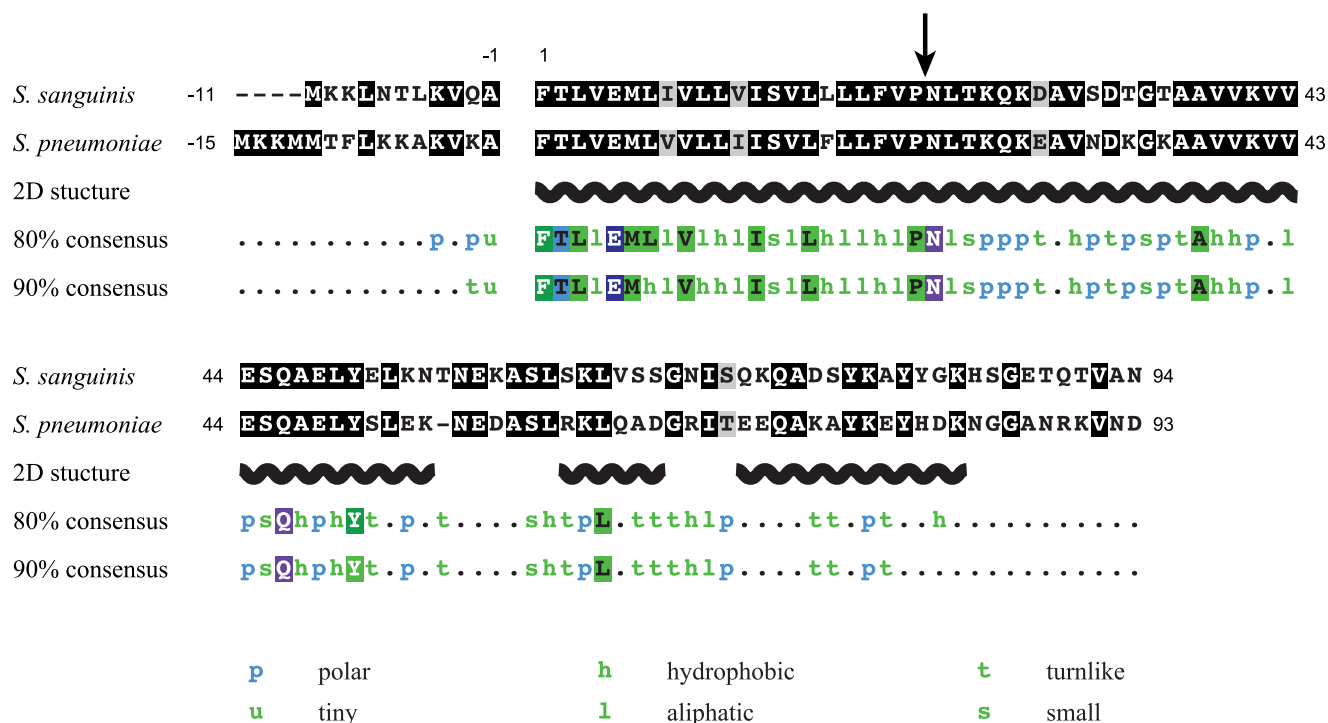 -1 1
S. sanguinis -11 ----MKKLNTLKVQA FTLVEMLIVLLVISVLLLLFVPNLTKQKDAVSDTGTAAVVKVV 43
S. pneumoniae -15 MKKMMTFLKKAKVKA FTLVEMLVVLLIISVLFLLFVPNLTKQKEAVNDKGKAAVVKVV 43
2D stucture
80% consensus ...........p.pu FTLlEMLlVlhlIslLhllhlPNlspppt.hptpsptAhhp.l
90% consensus .............tu FTLlEMhlVhhlIslLhllhlPNlspppt.hptpsptAhhp.l
S. sanguinis 44 ESQAELYELKNTNEKASLSKLVSSGNISQKQADSYKAYYGKHSGETQTVAN 94
S. pneumoniae 44 ESQAELYSLEK-NEDASLRKLQADGRITEEQAKAYKEYHDKNGGANRKVND 93
2D stucture
80% consensus psQhphYt.p.t....shtpL.ttthlp....tt.pt..h...........
90% consensus psQhphYt.p.t....shtpL.ttthlp....tt.pt..............
p polar h hydrophobic t turnlike
u tiny l aliphatic s small